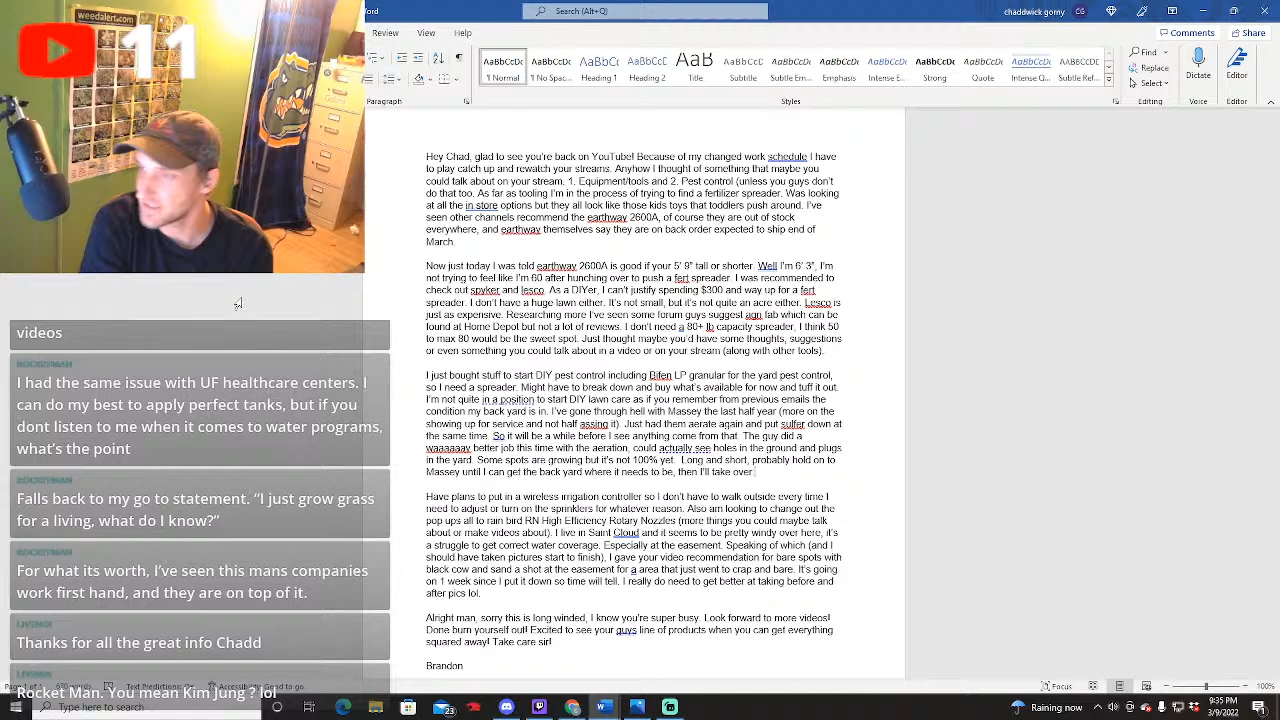 weedalert.com
11
Search (Alt+Q)
chaddwick gomy
CG
Review View Help
Comments
Share
AaBbCcDc AaBbCcDc AaBbCc AaBbCcD AaB AaBbCcD AaBbCcDc AaBbCcDc AaBbCcDc AaBbCcDc AaBbCcDc AaBbCcDc AaBbCcDc
¶ Normal ¶ No Spac... Heading 1 Heading 2 Title Subtitle Subtle Em... Emphasis Intense E... Strong Quote Intense Q... Subtle Ref...
Find
Replace
Select
Dictate
Editor
Paragraph
Styles
Editing
Voice
Editor
Hey Chad, glad to see you're back on YouTube! Because of my changed work schedule I have
to play catch up and rewatch your streams. Anyhow I thought of something that maybe you
could talk about on your stream. 1. Equipment/tools and 2. Pest control (unless you guys don't
do that too. As far as tooling I'm in the process of trying to find a fertilizer spreader. Was looking
at all the in store options but they all look like those kids toys that toddlers push around. I've
seen other channels recommend the earthway 2600A, of course they are out of stock
everywhere, and earthway themselves say they are on back order expected to ship end of
March.
Now just today I was told earthway 2600A is good if your 5' 9" tall or shorter. Well I'm 6' 3", I'm
not trying to feel like I'm 60 after hunching over to push a fert spreader. I was recommended to
check out spyker and lesco. As a DIYer, I can't justify spending $300 and way up for a fert
spreader. I don't have a huge lawn either. It's not small, but it's not quite an acre either. Lesco is
just as expensive. Researching more I've seen some forum guys suggest agri fab which can be
found at Home Depot but not a lot of reviews. I don't need a 80+ lb capacity spreader, I think 50
to max 80 would be the sweet spot. Just thought maybe you'd have some thoughts, suggestions
or even something you could talk about in a video or on your stream (along with other tools).
I just bought stuff to start DIY pest control including Bifen LP granular for the yard pest control,
so I need a spreader. Might have to break down and buy what's available for now and tuff it out.
I'm not quite in a position to start DIY lawn care as if you remember from previous emails the
condition my back yard is in. I've gone through hell with Massey the last half year (more on the
showing up for service and not half assing it). Just had them aerate again and put sulfer down at
the same time. So it will be a while before I see anything come from that. The guy did a
waaaaaay better job this time with the aeration, could actually see holes in the ground and plugs
in the yard. Some spots are growing but it's not 100% yet. Long and short, probably hold on to
Massey until I can get the back yard where it needs to be, then I'll take over.
Have plans to put in a wireless irrigation controller so I don't have to walk outside every time I
need to adjust or turn on the sprinklers for whatever reason. Also am looking to change out the
pop ups all to rain bird RN High Efficiency Rotary Nozzles (more things you could maybe talk
about or make videos about). I live in Saint Cloud and it seems to be pretty windy over here, it's
a struggle to get correct water coverage. Especially at the easement. Speaking of which (and I
should have taken pictures start to finish), I gave your video recommendation for bare spots with
black cow and sand a shot at the easement for a area that just went to crap and bare. It's going
on 1 week since I put it down so time will tell. I really do need to get better at taking before and
after pics lol.
Alright man, sorry this is long winded, I know you're super busy. Look forward to more videos!
Done burn yourself out! Excited to see your guys line of products when you can get everything
squared away! Take care sir!
Brandon
videos
I had the same issue with UF healthcare centers. I
can do my best to apply perfect tanks, but if you
dont listen to me when it comes to water programs,
what's the point
Falls back to my go to statement. “I just grow grass
for a living, what do I know?”
For what its worth, I've seen this mans companies
work first hand, and they are on top of it.
Thanks for all the great info Chadd
Rocket Man. You mean Kim Jung ? lol
Page 1 of 1 630 words Text Predictions: On Accessibility: Good to go
Focus
100%
Type here to search
Raining now
9:35 PM
3/9/2022